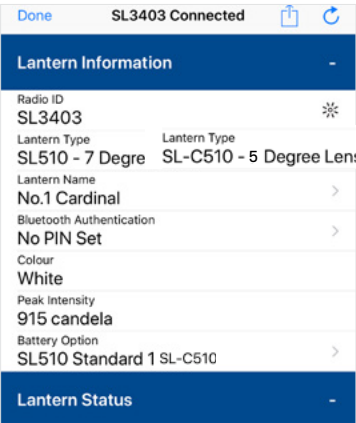 Done SL3403 Connected
Lantern Information -
Radio ID
SL3403
Lantern Type Lantern Type
SL510 - 7 Degre SL-C510 - 5 Degree Lens
Lantern Name
No.1 Cardinal
Bluetooth Authentication
No PIN Set
Colour
White
Peak Intensity
915 candela
Battery Option
SL510 Standard 1 SL-C510
Lantern Status -